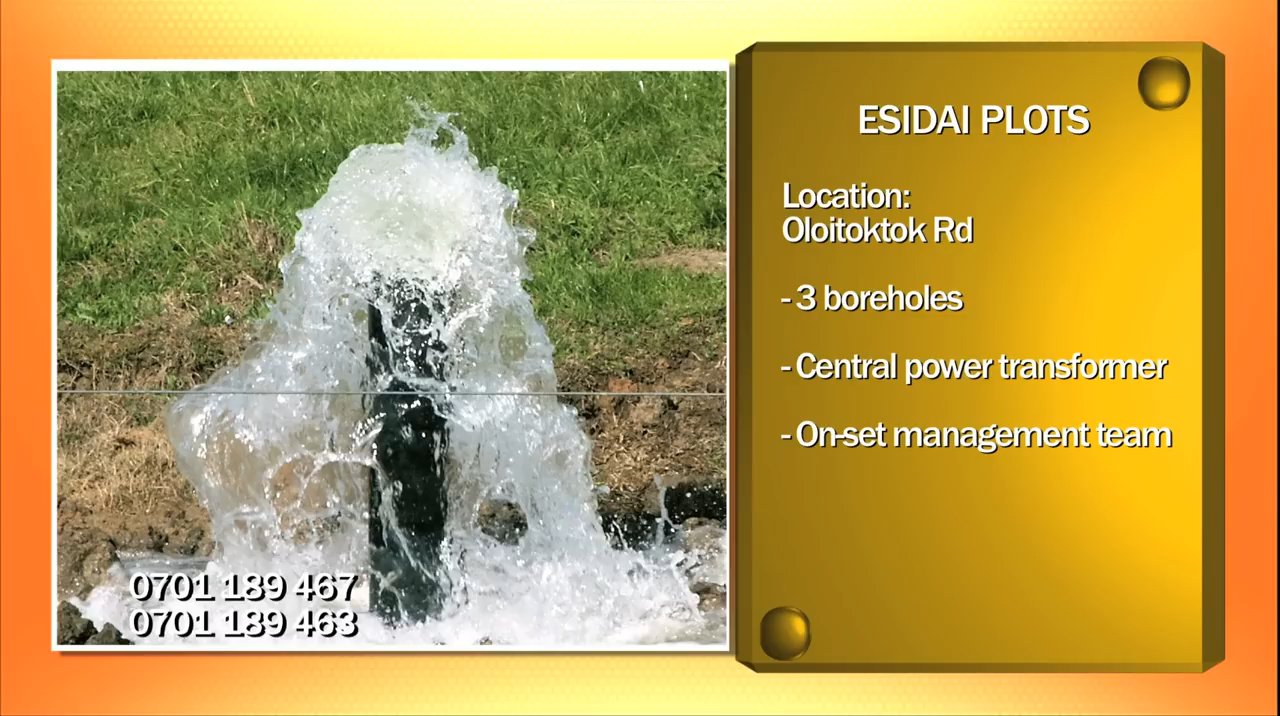 ESIDAI PLOTS
Location:
Oloitoktok Rd
- 3 boreholes
- Central power transformer
- On-set management team
0701 189 467
0701 189 463